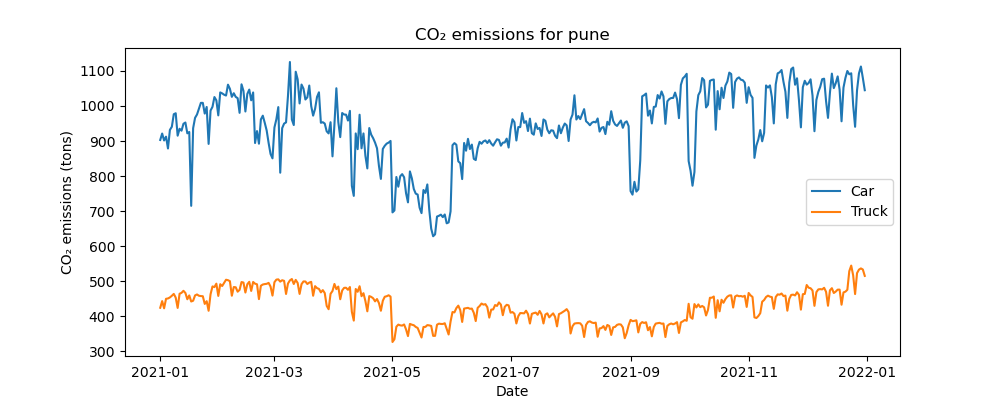 CO₂ emissions for pune
CO₂ emissions (tons)
1100
1000
900
800
700
600
500
400
300
Car
Truck
2021-01 2021-03 2021-05 2021-07 2021-09 2021-11 2022-01
Date